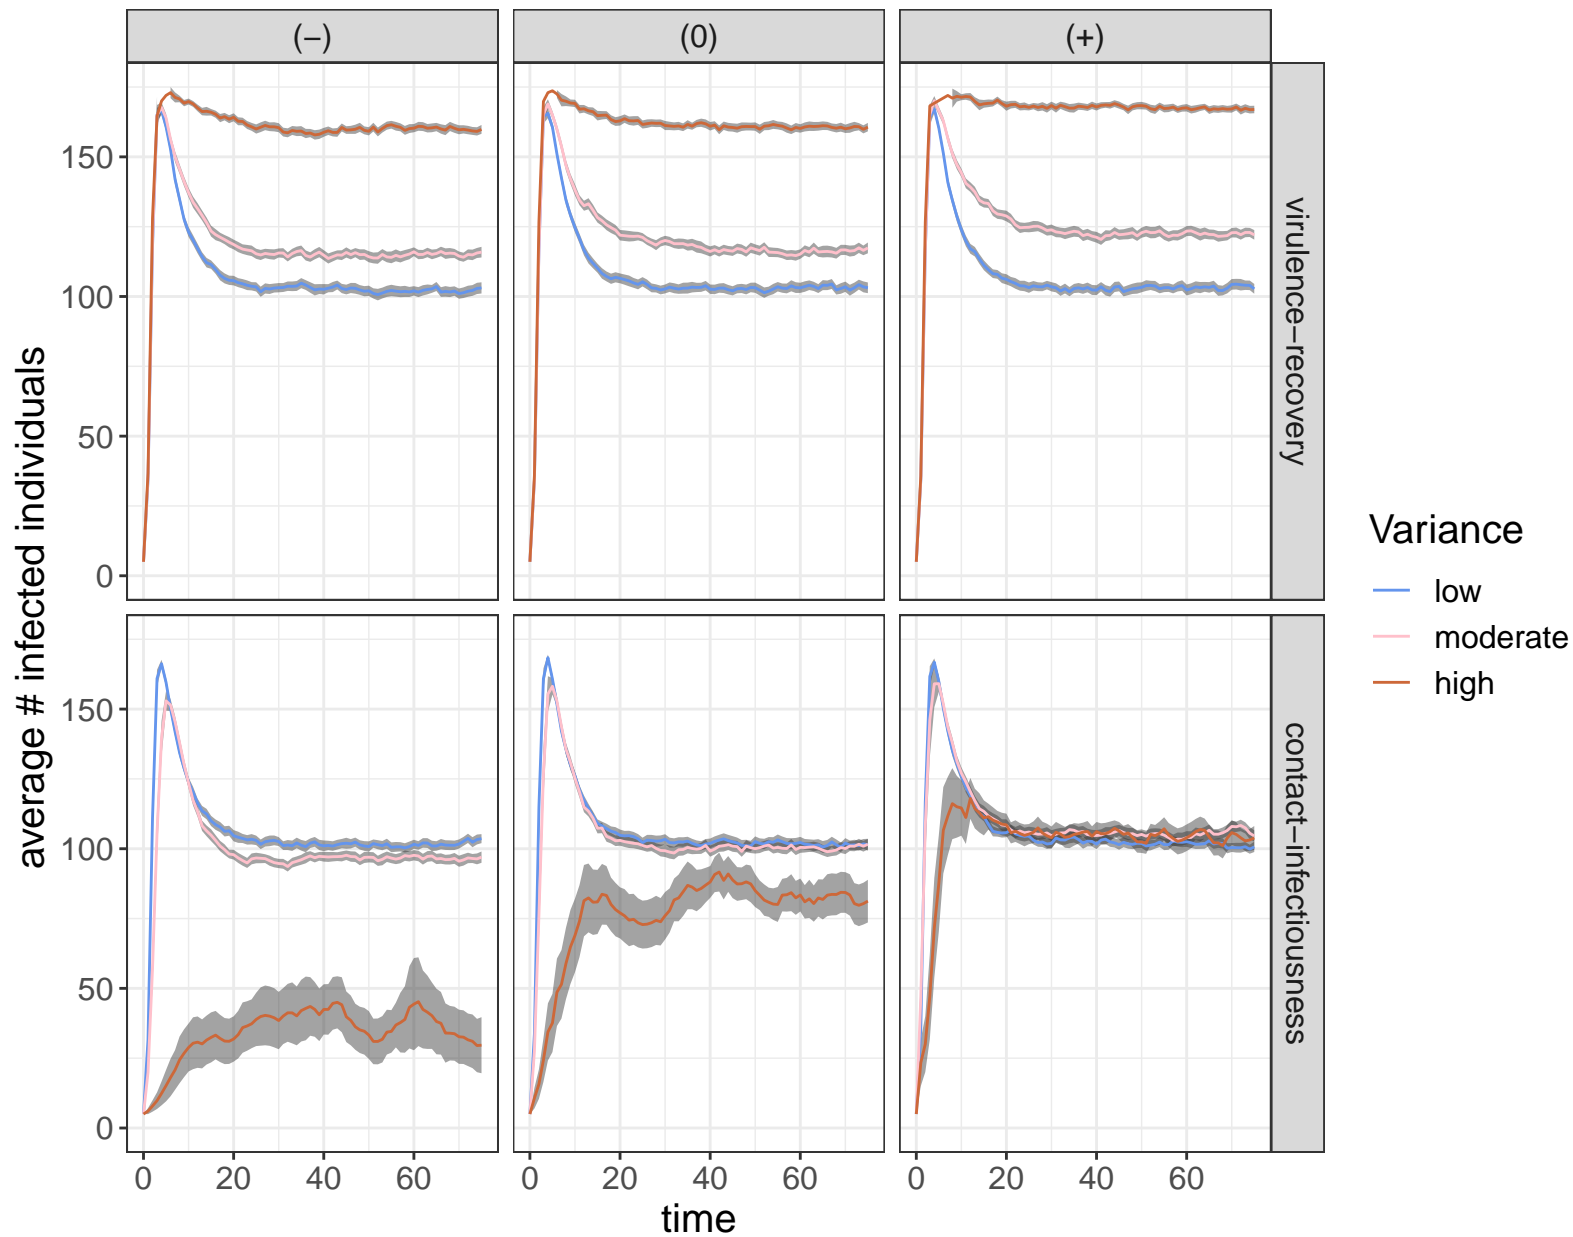 (−)
(0)
(+)
150
100
50
0
virulence−recovery
150
100
50
0
contact−infectiousness
0
20
40
60
0
20
40
60
0
20
40
60
time
average # infected individuals
Variance
low
moderate
high